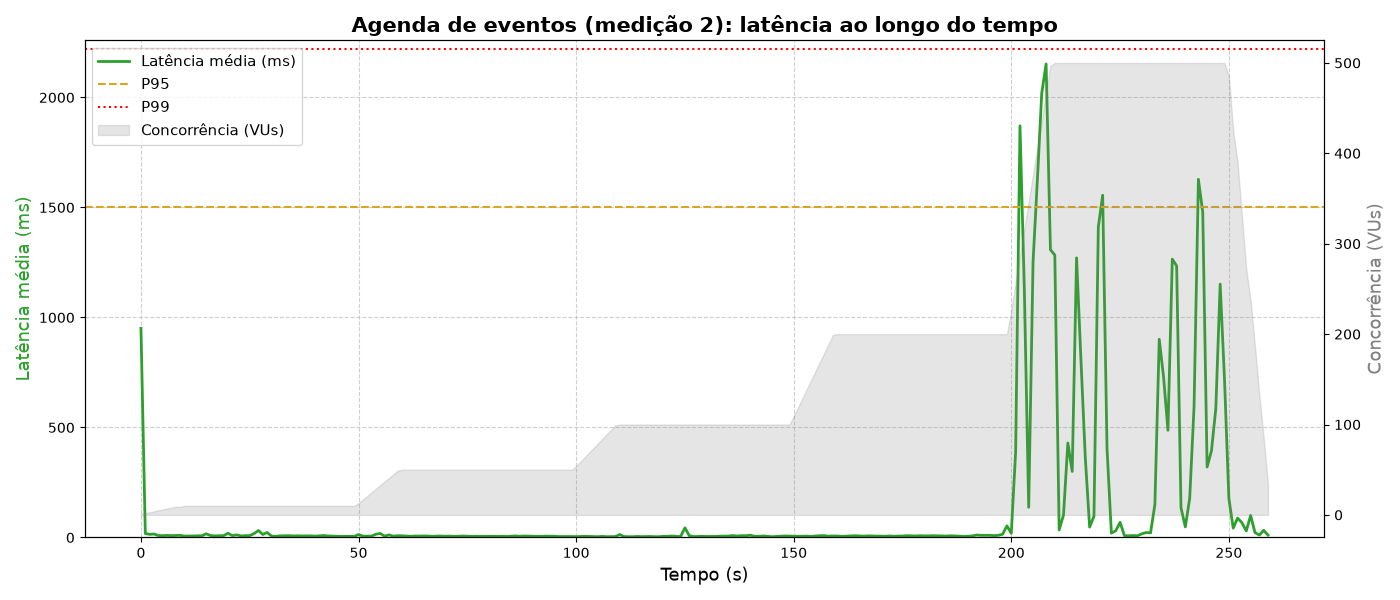 Agenda de eventos (medição 2): latência ao longo do tempo
Latência média (ms)
P95
P99
Concorrência (VUs)
2000
1500
1000
500
0
Latência média (ms)
500
400
300
200
100
0
Concorrência (VUs)
0
50
100
150
200
250
Tempo (s)